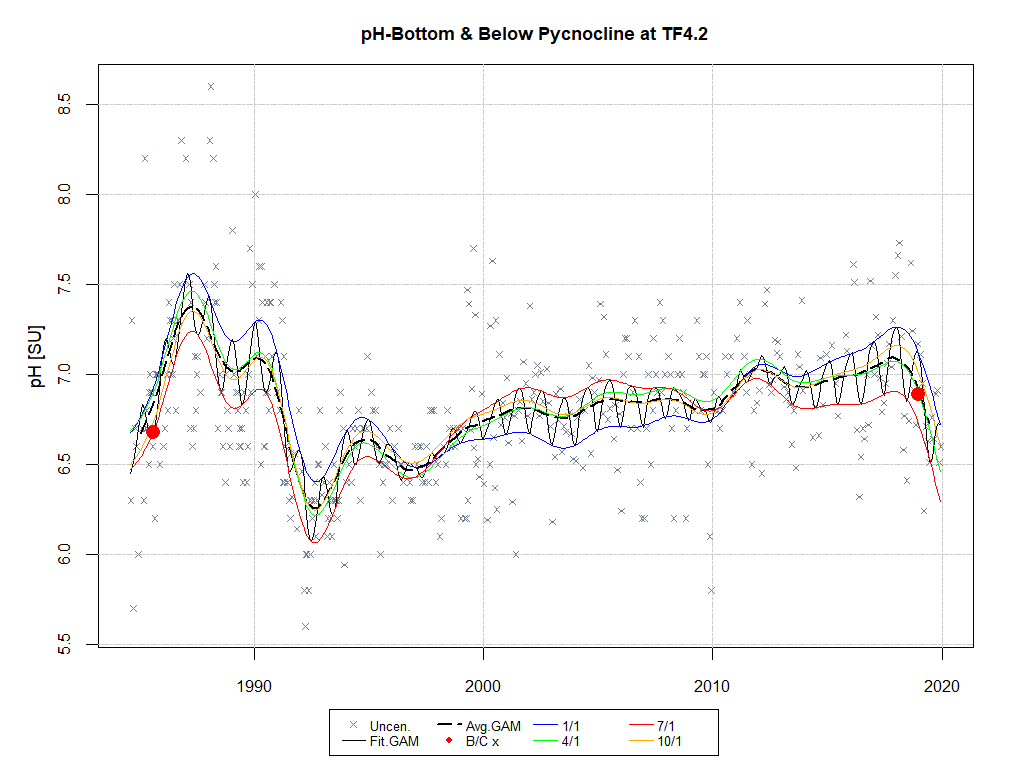 pH-Bottom & Below Pycnocline at TF4.2
pH [SU]
8.5
8.0
7.5
7.0
6.5
6.0
5.5
1990 2000 2010 2020
Uncen. Avg.GAM 1/1 7/1
Fit.GAM B/C x 4/1 10/1